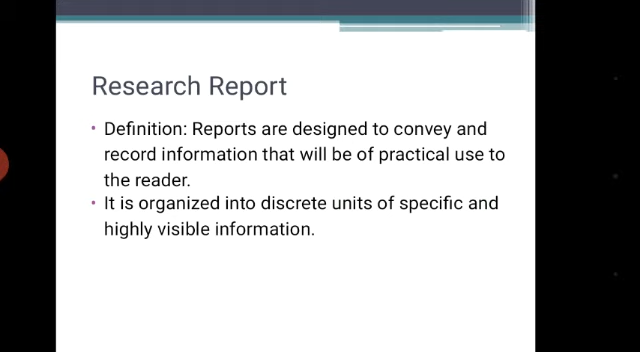 Research Report
• Definition: Reports are designed to convey and
record information that will be of practical use to
the reader.
• It is organized into discrete units of specific and
highly visible information.